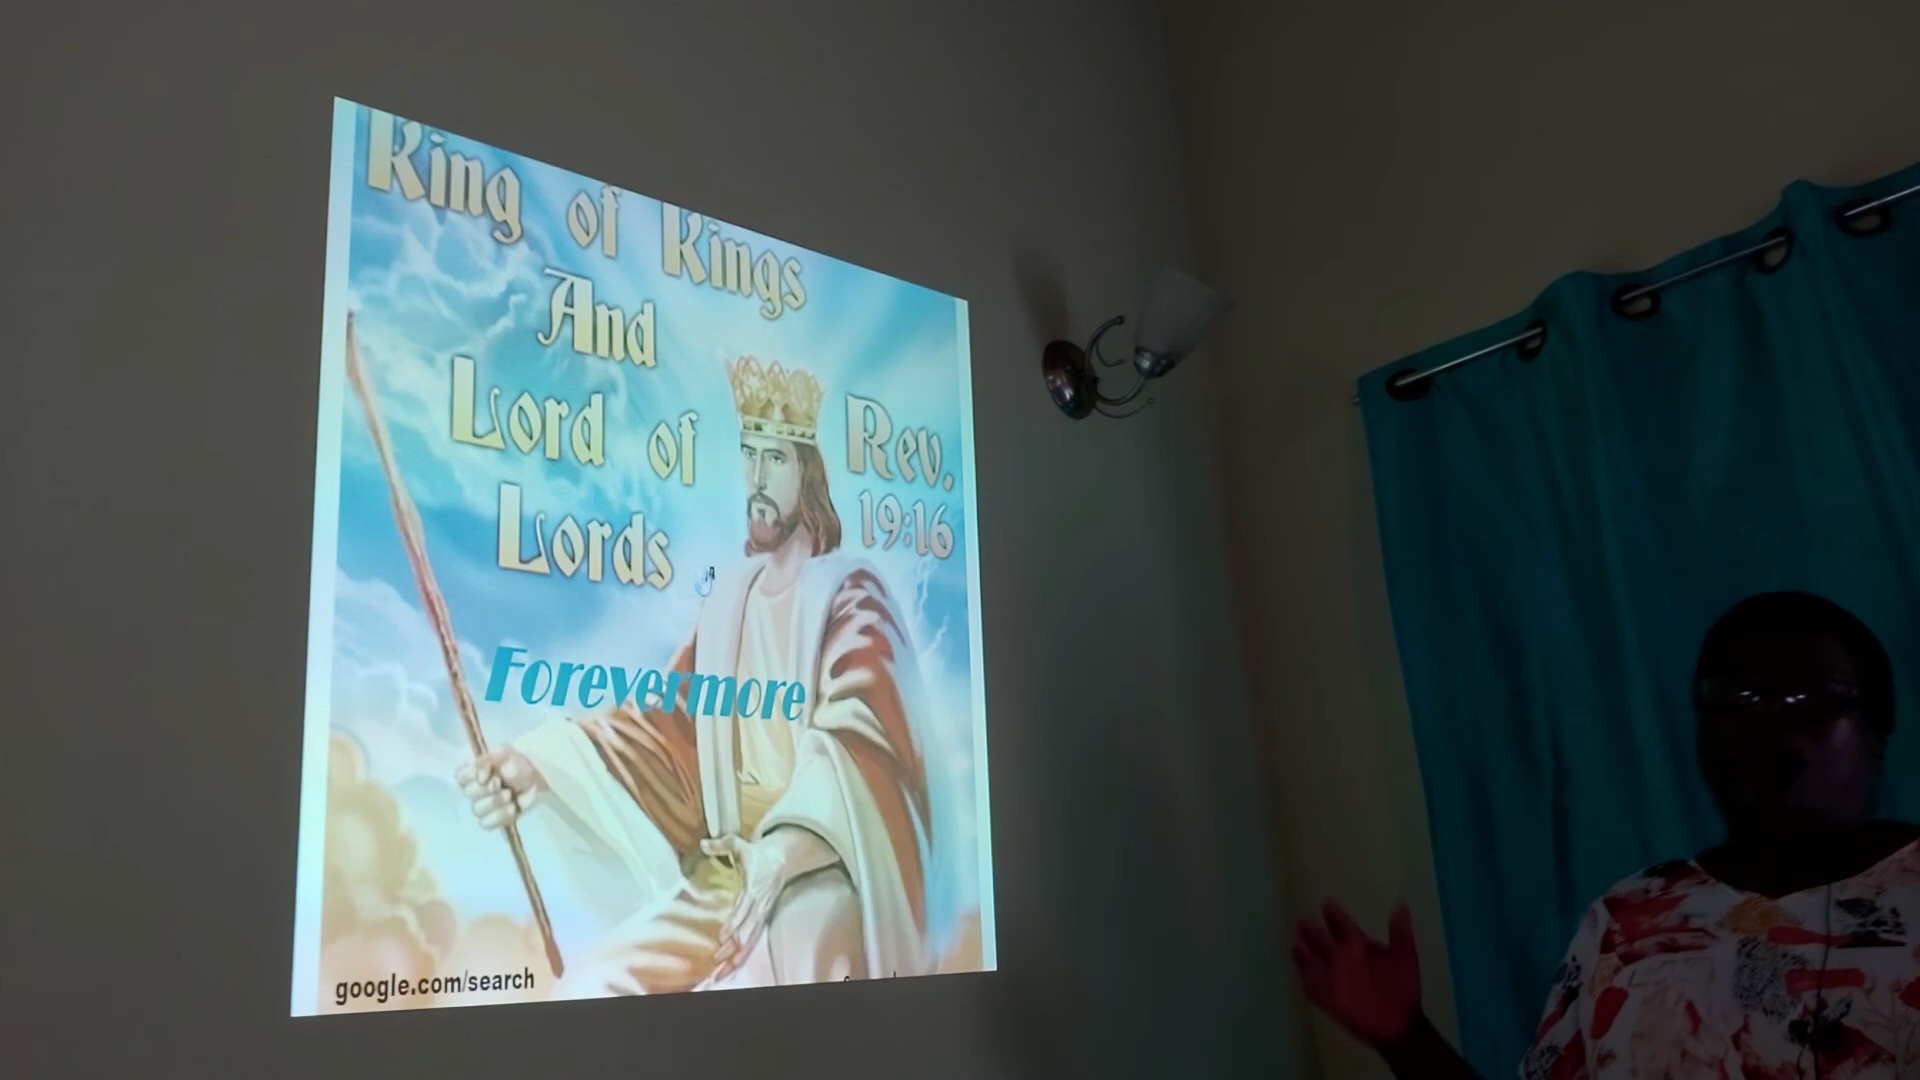 King of Kings
And
Lord of
Lords
Rev.
19:16
Forevermore
google.com/search